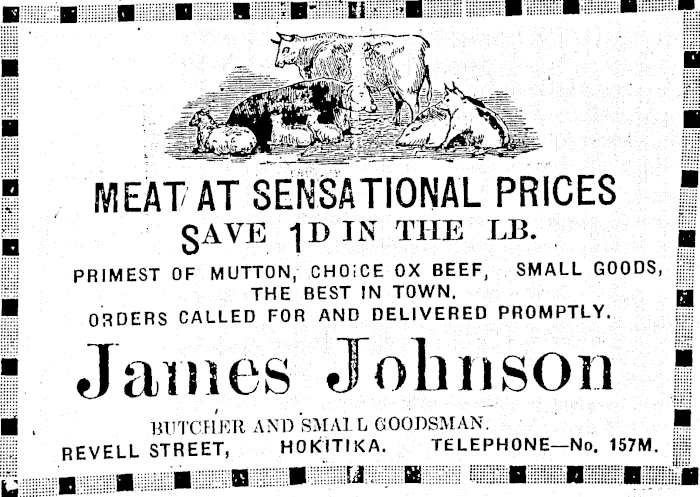 MEAT AT SENSATIONAL PRICES
SAVE 1D IN THE LB.
PRIMEST OF MUTTON, CHOICE OX BEEF, SMALL GOODS,
THE BEST IN TOWN.
ORDERS CALLED FOR AND DELIVERED PROMPTLY.
James Johnson
BUTCHER AND SMALL GOODSMAN.
REVELL STREET, HOKITIKA. TELEPHONE—No. 157M.